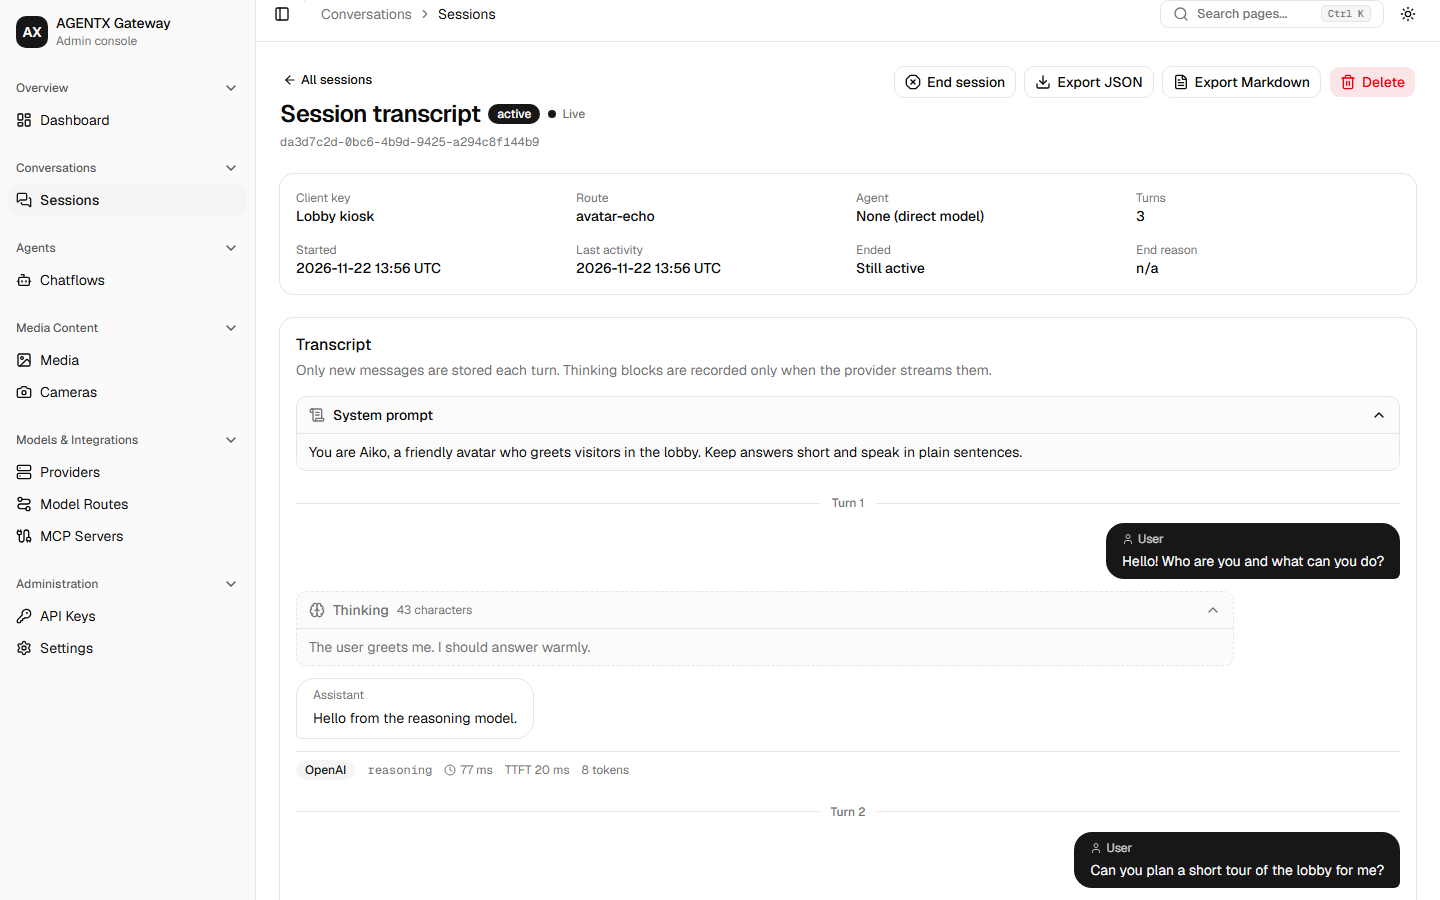 AX
AGENTX Gateway
Admin console
Overview
Dashboard
Conversations
Sessions
Agents
Chatflows
Media Content
Media
Cameras
Models & Integrations
Providers
Model Routes
MCP Servers
Administration
API Keys
Settings
Conversations > Sessions
Search pages...
Ctrl K
All sessions
End session
Export JSON
Export Markdown
Delete
Session transcript
active
Live
da3d7c2d-0bc6-4b9d-9425-a294c8f144b9
Client key
Lobby kiosk
Route
avatar-echo
Agent
None (direct model)
Turns
3
Started
2026-11-22 13:56 UTC
Last activity
2026-11-22 13:56 UTC
Ended
Still active
End reason
n/a
Transcript
Only new messages are stored each turn. Thinking blocks are recorded only when the provider streams them.
System prompt
You are Aiko, a friendly avatar who greets visitors in the lobby. Keep answers short and speak in plain sentences.
Turn 1
User
Hello! Who are you and what can you do?
Thinking 43 characters
The user greets me. I should answer warmly.
Assistant
Hello from the reasoning model.
OpenAI reasoning 77 ms TTFT 20 ms 8 tokens
Turn 2
User
Can you plan a short tour of the lobby for me?